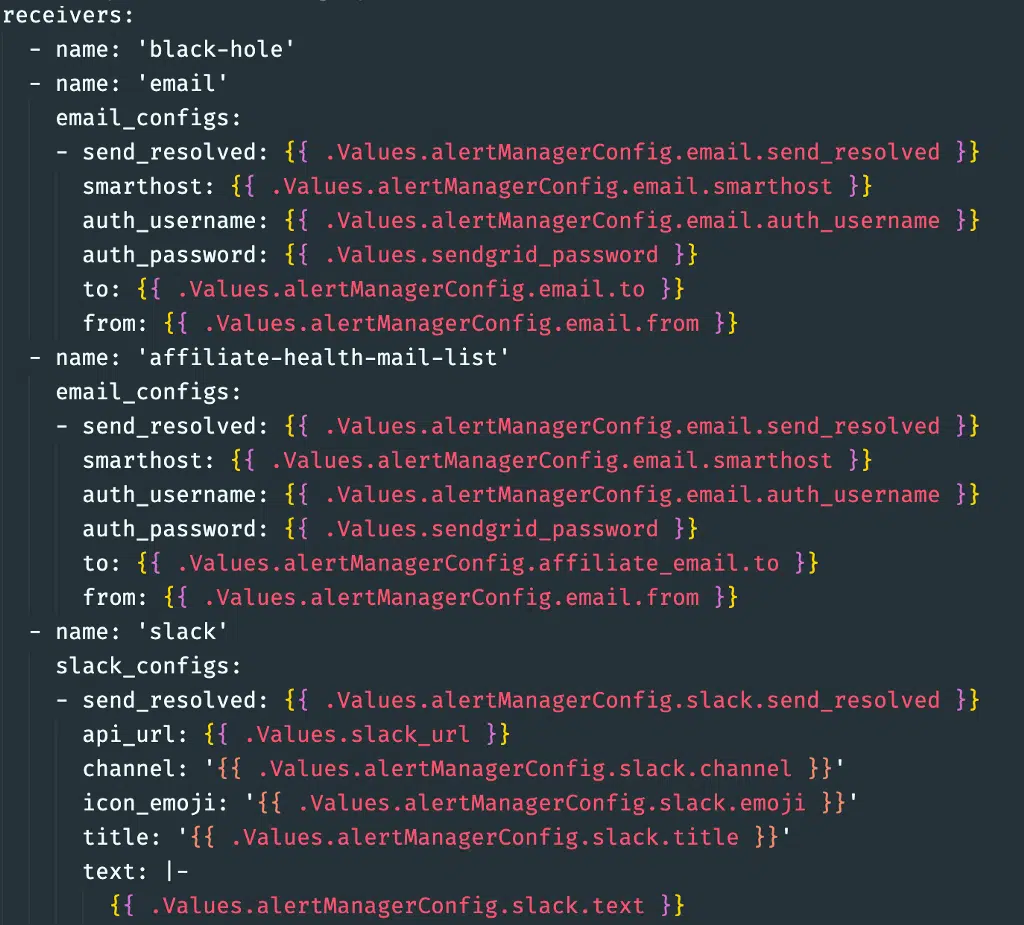 receivers:
  - name: 'black-hole'
  - name: 'email'
    email_configs:
    - send_resolved: {{ .Values.alertManagerConfig.email.send_resolved }}
      smarthost: {{ .Values.alertManagerConfig.email.smarthost }}
      auth_username: {{ .Values.alertManagerConfig.email.auth_username }}
      auth_password: {{ .Values.sendgrid_password }}
      to: {{ .Values.alertManagerConfig.email.to }}
      from: {{ .Values.alertManagerConfig.email.from }}
  - name: 'affiliate-health-mail-list'
    email_configs:
    - send_resolved: {{ .Values.alertManagerConfig.email.send_resolved }}
      smarthost: {{ .Values.alertManagerConfig.email.smarthost }}
      auth_username: {{ .Values.alertManagerConfig.email.auth_username }}
      auth_password: {{ .Values.sendgrid_password }}
      to: {{ .Values.alertManagerConfig.affiliate_email.to }}
      from: {{ .Values.alertManagerConfig.email.from }}
  - name: 'slack'
    slack_configs:
    - send_resolved: {{ .Values.alertManagerConfig.slack.send_resolved }}
      api_url: {{ .Values.slack_url }}
      channel: '{{ .Values.alertManagerConfig.slack.channel }}'
      icon_emoji: '{{ .Values.alertManagerConfig.slack.emoji }}'
      title: '{{ .Values.alertManagerConfig.slack.title }}'
      text: |-
        {{ .Values.alertManagerConfig.slack.text }}